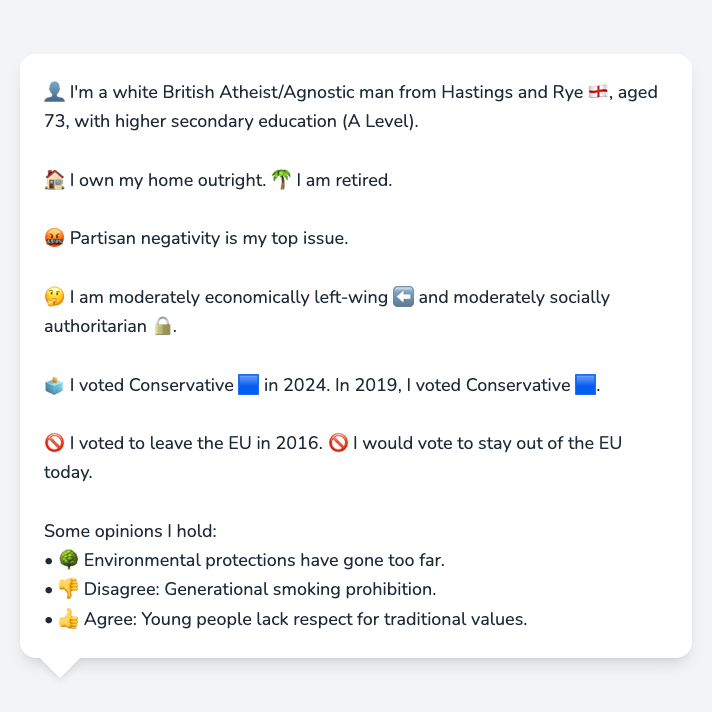 👤 I'm a white British Atheist/Agnostic man from Hastings and Rye 🏴󠁧󠁢󠁥󠁮󠁧󠁿, aged
73, with higher secondary education (A Level).
🏠 I own my home outright. 🌴 I am retired.
🤬 Partisan negativity is my top issue.
🤔 I am moderately economically left-wing ⬅️ and moderately socially
authoritarian 🔒.
🗳️ I voted Conservative 🟦 in 2024. In 2019, I voted Conservative 🟦.
🚫 I voted to leave the EU in 2016. 🚫 I would vote to stay out of the EU
today.
Some opinions I hold:
• 🌳 Environmental protections have gone too far.
• 👎 Disagree: Generational smoking prohibition.
• 👍 Agree: Young people lack respect for traditional values.